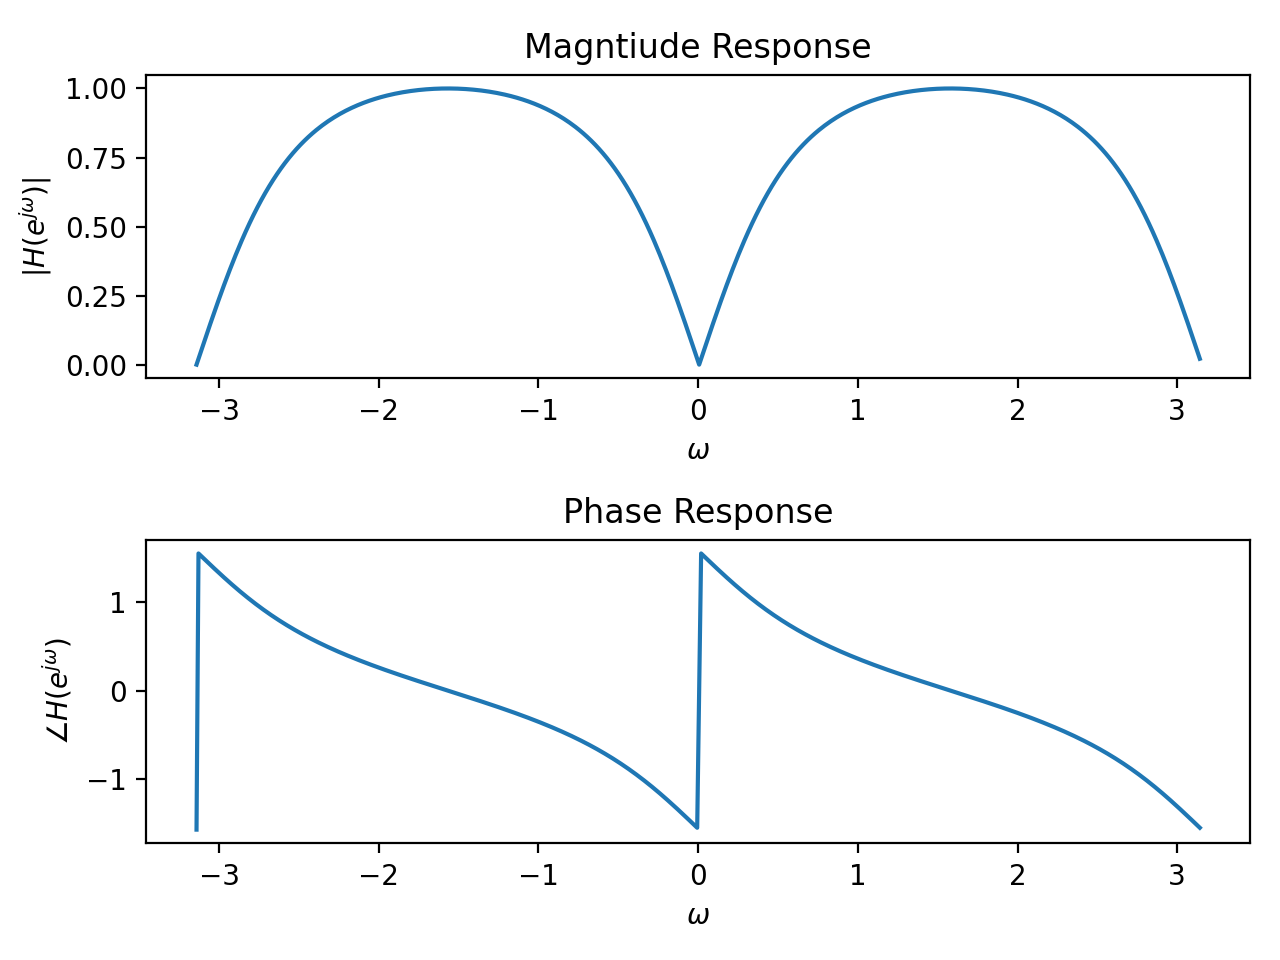 Magntiude Response
|H(e^{jω})|
1.00
0.75
0.50
0.25
0.00
−3 −2 −1 0 1 2 3
ω
Phase Response
∠H(e^{jω})
1
0
−1
−3 −2 −1 0 1 2 3
ω